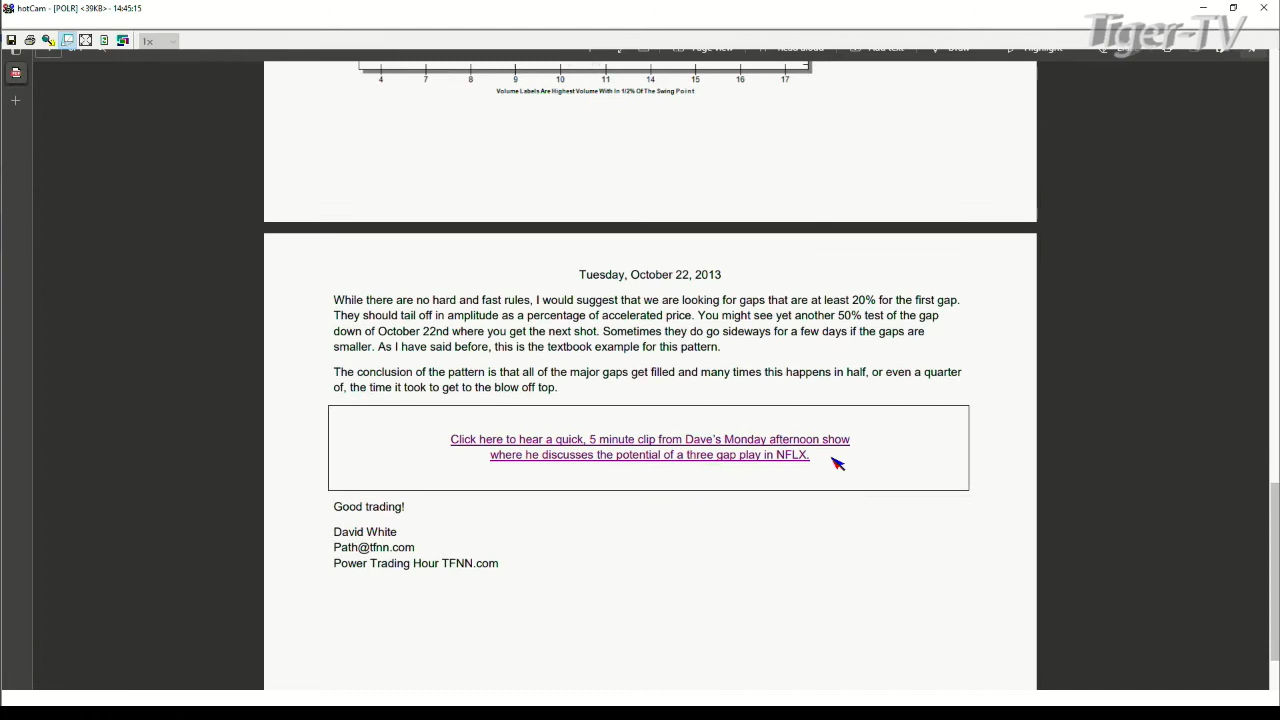 hotCam - [POLR] <39KB> - 14:45:15
Tiger-TV
1x
4 7 8 9 10 11 14 15 16 17
Volume Labels Are Highest Volume With In 1/2% Of The Swing Point
Tuesday, October 22, 2013
While there are no hard and fast rules, I would suggest that we are looking for gaps that are at least 20% for the first gap.
They should tail off in amplitude as a percentage of accelerated price. You might see yet another 50% test of the gap
down of October 22nd where you get the next shot. Sometimes they do go sideways for a few days if the gaps are
smaller. As I have said before, this is the textbook example for this pattern.
The conclusion of the pattern is that all of the major gaps get filled and many times this happens in half, or even a quarter
of, the time it took to get to the blow off top.
Click here to hear a quick, 5 minute clip from Dave's Monday afternoon show
where he discusses the potential of a three gap play in NFLX.
Good trading!
David White
Path@tfnn.com
Power Trading Hour TFNN.com